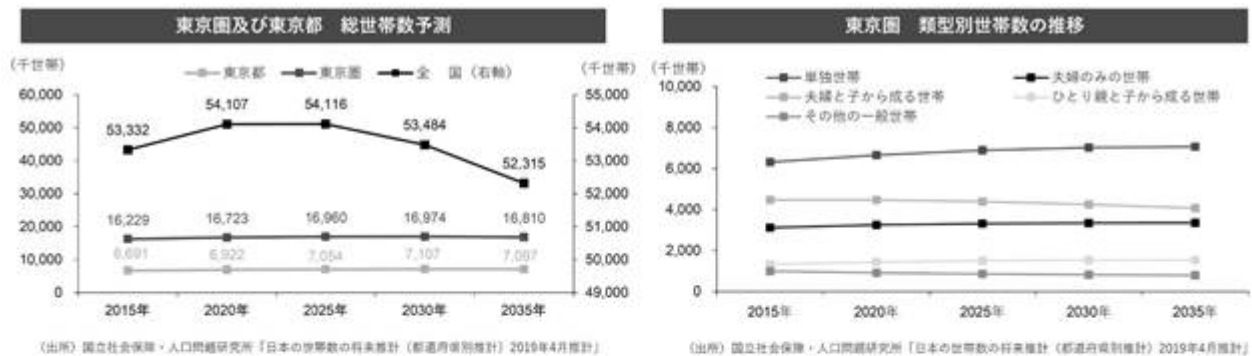 東京圏及び東京都 総世帯数予測
（千世帯）
東京都 東京圏 全 国（右軸）
（千世帯）
60,000
50,000
40,000
30,000
20,000
10,000
0
55,000
54,000
53,000
52,000
51,000
50,000
49,000
53,332 54,107 54,116 53,484 52,315
16,229 16,723 16,960 16,974 16,810
6,691 6,922 7,054 7,107 7,097
2015年 2020年 2025年 2030年 2035年
（出所）国立社会保障・人口問題研究所「日本の世帯数の将来推計（都道府県別推計）2019年4月推計」
東京圏 類型別世帯数の推移
（千世帯）
単独世帯 夫婦のみの世帯
夫婦と子から成る世帯 ひとり親と子から成る世帯
その他の一般世帯
10,000
8,000
6,000
4,000
2,000
0
2015年 2020年 2025年 2030年 2035年
（出所）国立社会保障・人口問題研究所「日本の世帯数の将来推計（都道府県別推計）2019年4月推計」